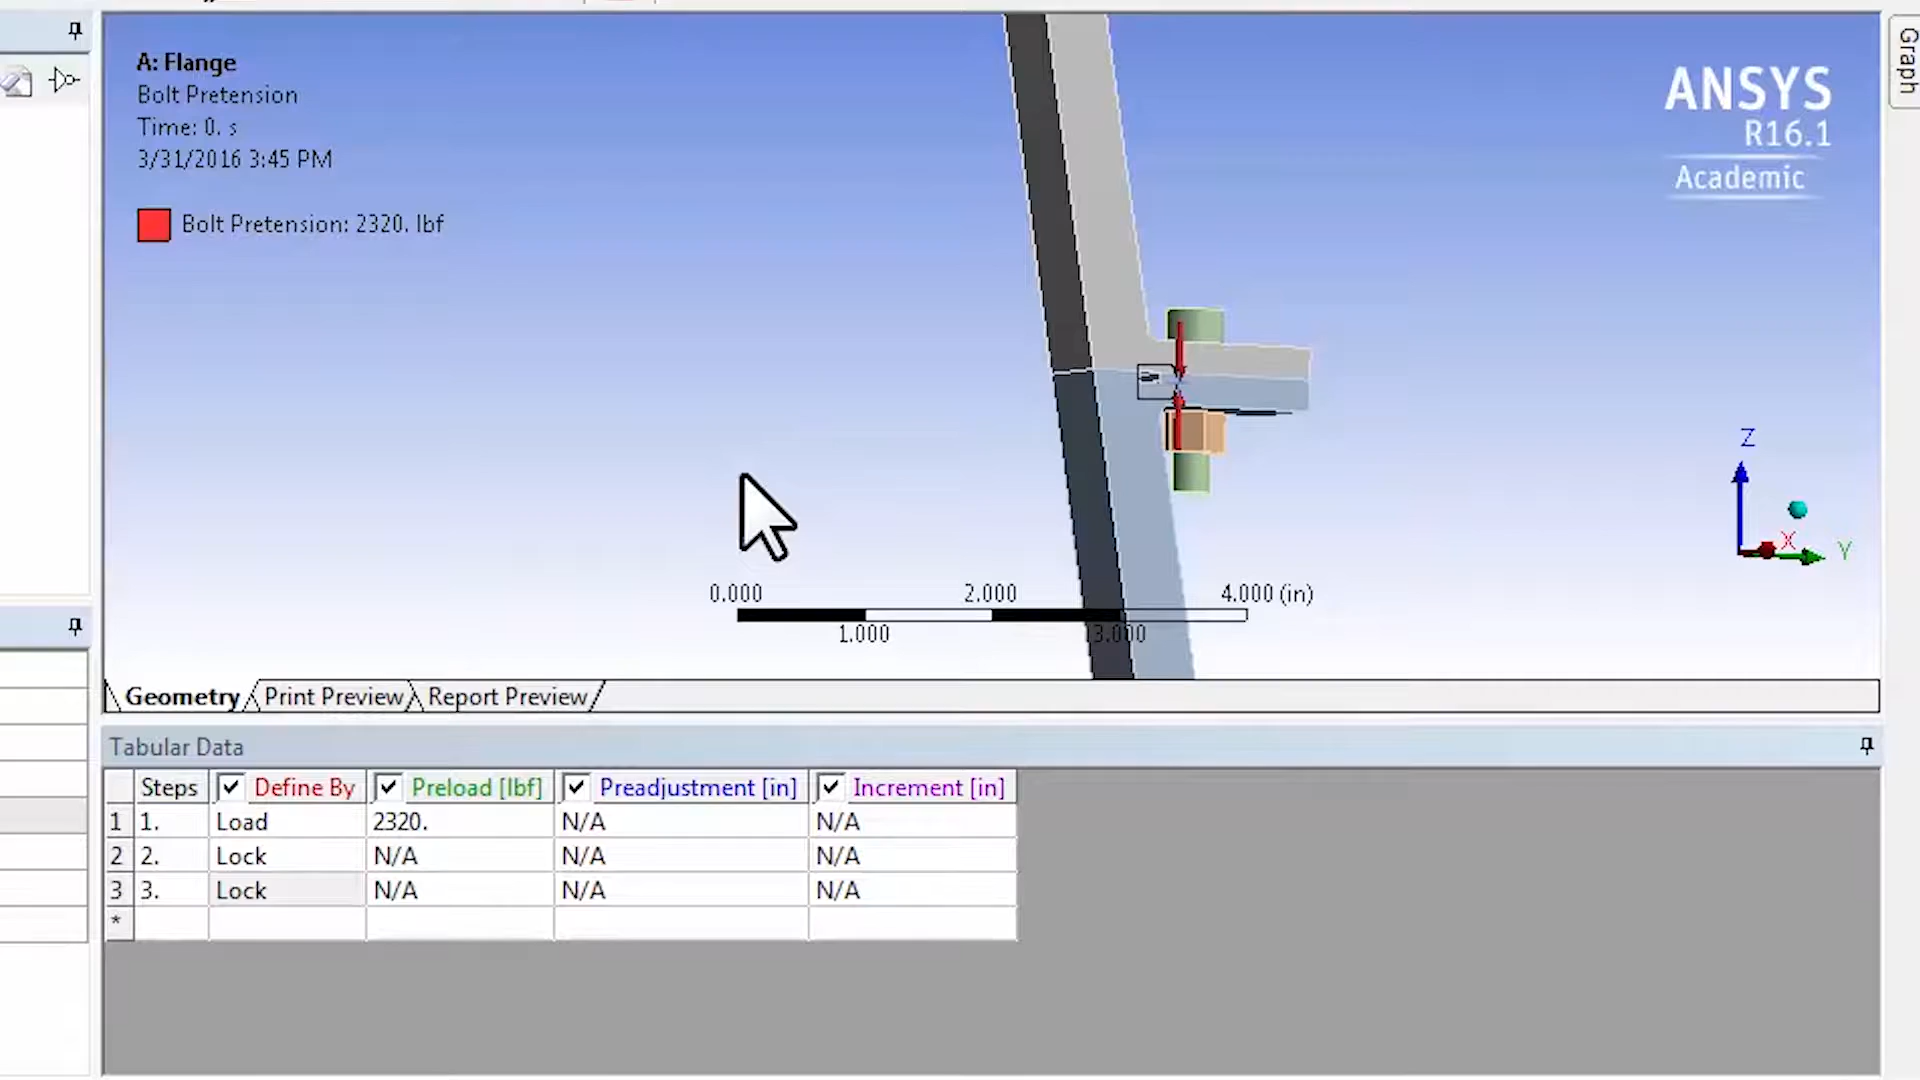 A: Flange
Bolt Pretension
Time: 0. s
3/31/2016 3:45 PM
Bolt Pretension: 2320. lbf
ANSYS
R16.1
Academic
Graph
Z
X
Y
0.000 2.000 4.000 (in)
1.000 3.000
Geometry Print Preview Report Preview
Tabular Data
Steps Define By Preload [lbf] Preadjustment [in] Increment [in]
1 1. Load 2320. N/A N/A
2 2. Lock N/A N/A N/A
3 3. Lock N/A N/A N/A
*